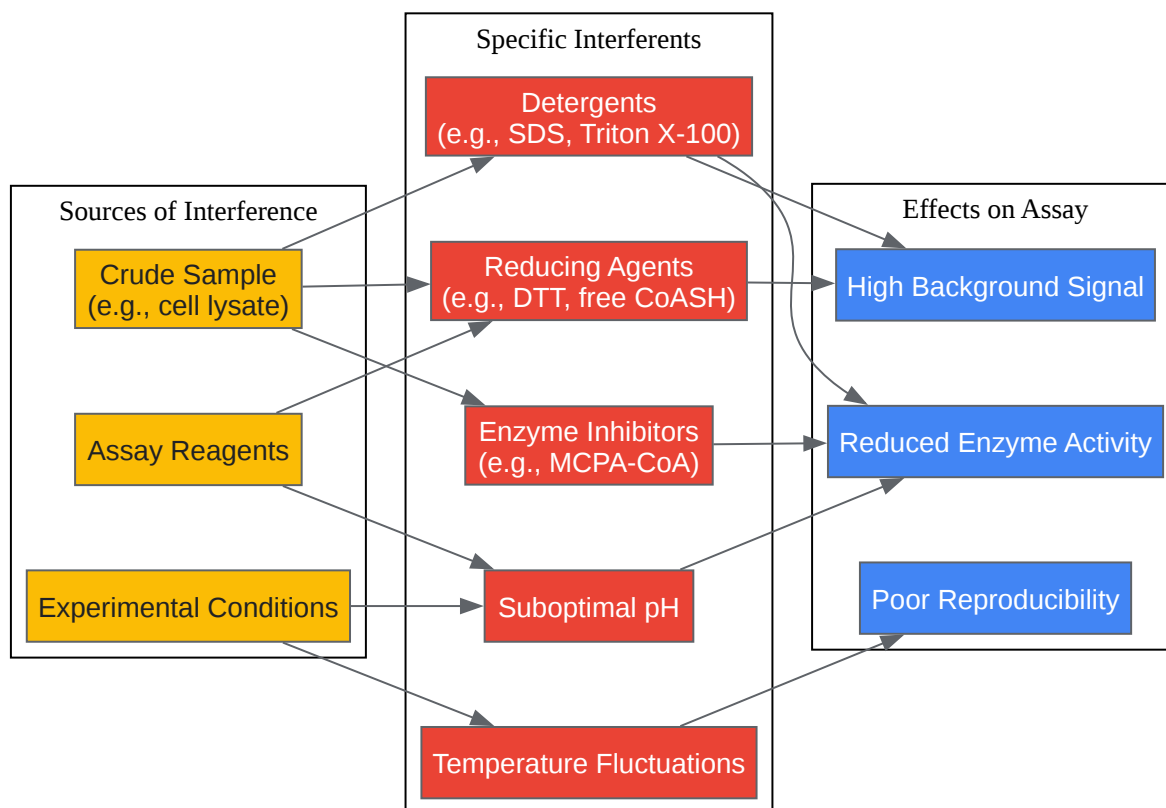 Sources of Interference
Crude Sample
(e.g., cell lysate)
Assay Reagents
Experimental Conditions
Specific Interferents
Detergents
(e.g., SDS, Triton X-100)
Reducing Agents
(e.g., DTT, free CoASH)
Enzyme Inhibitors
(e.g., MCPA-CoA)
Suboptimal pH
Temperature Fluctuations
Effects on Assay
High Background Signal
Reduced Enzyme Activity
Poor Reproducibility